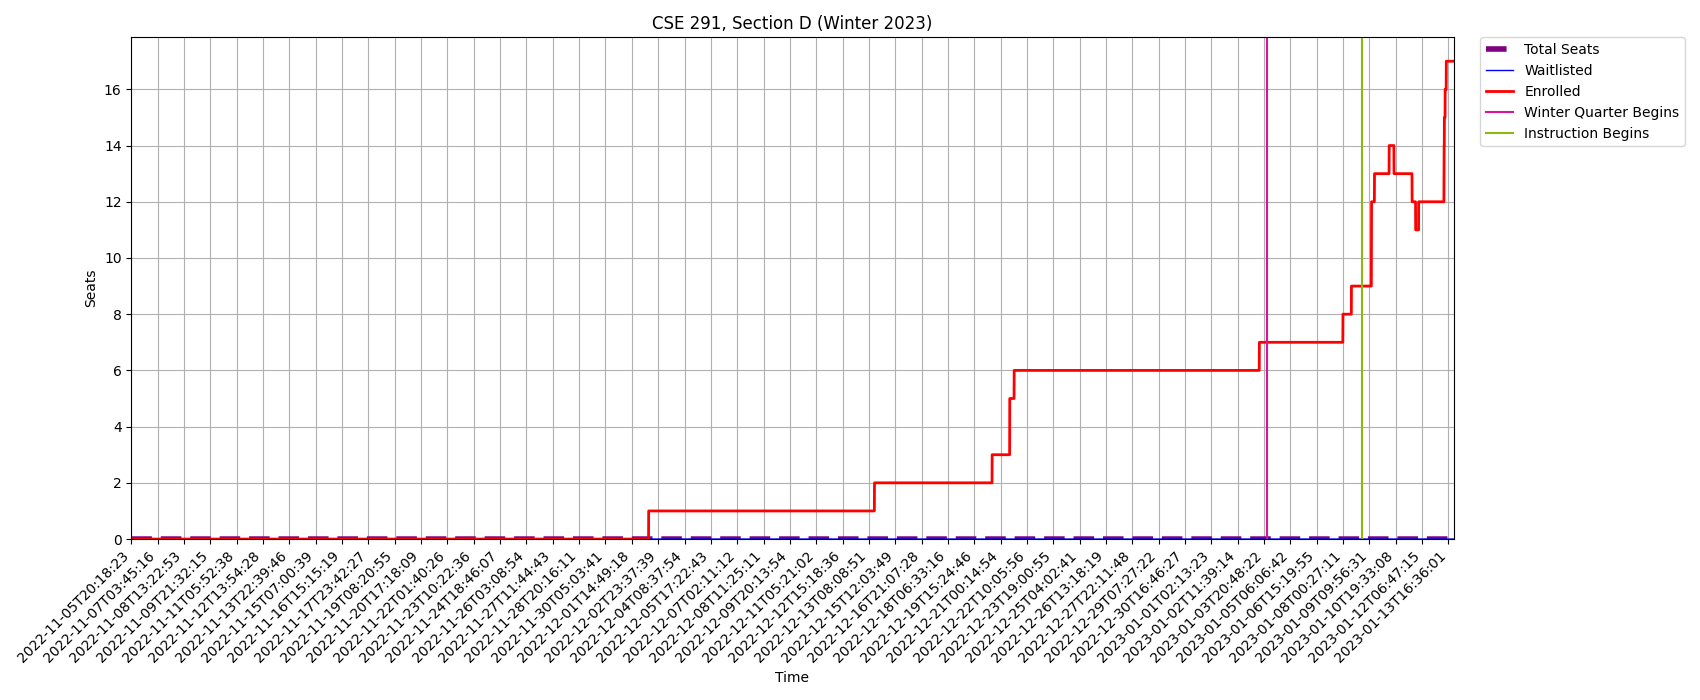 CSE 291, Section D (Winter 2023)
Total Seats
Waitlisted
Enrolled
Winter Quarter Begins
Instruction Begins
Seats
16
14
12
10
8
6
4
2
0
2022-11-05T20:18:23
2022-11-07T03:45:16
2022-11-08T13:22:53
2022-11-09T21:32:15
2022-11-11T05:52:38
2022-11-12T13:54:28
2022-11-13T22:39:46
2022-11-15T07:00:39
2022-11-16T15:15:19
2022-11-17T23:42:27
2022-11-19T08:20:55
2022-11-20T17:18:09
2022-11-22T01:40:26
2022-11-23T10:22:36
2022-11-24T18:46:07
2022-11-26T03:08:54
2022-11-27T11:44:43
2022-11-28T20:16:11
2022-11-30T05:03:41
2022-12-01T14:49:18
2022-12-02T23:37:39
2022-12-04T08:37:54
2022-12-05T17:22:43
2022-12-07T02:11:12
2022-12-08T11:25:11
2022-12-09T20:13:54
2022-12-11T05:21:02
2022-12-12T15:18:36
2022-12-13T08:08:51
2022-12-15T12:03:49
2022-12-16T21:07:28
2022-12-18T06:33:16
2022-12-19T15:24:46
2022-12-21T00:14:54
2022-12-22T10:05:56
2022-12-23T19:00:55
2022-12-25T04:02:41
2022-12-26T13:18:19
2022-12-27T22:11:48
2022-12-29T07:27:22
2022-12-30T16:46:27
2023-01-01T02:13:23
2023-01-02T11:39:14
2023-01-03T20:48:22
2023-01-05T06:06:42
2023-01-06T15:19:55
2023-01-08T00:27:11
2023-01-09T09:56:31
2023-01-10T19:33:08
2023-01-12T06:47:15
2023-01-13T16:36:01
Time